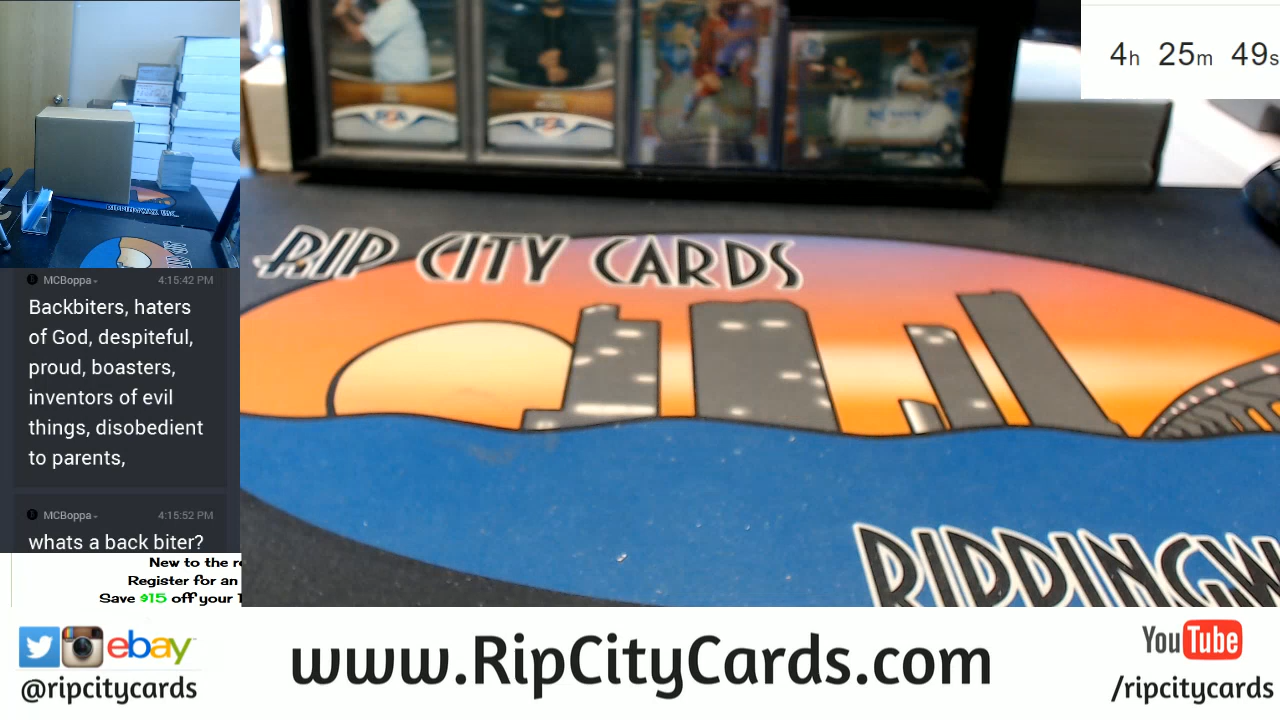 4h 25m 49s
RIP CITY CARDS
RIPPINGWAX INC.
MCBoppa 4:15:42 PM
Backbiters, haters
of God, despiteful,
proud, boasters,
inventors of evil
things, disobedient
to parents,
MCBoppa 4:15:52 PM
whats a back biter?
New to the r
Register for an
Save $15 off your
RIPPINGW
ebay
@ripcitycards
www.RipCityCards.com
YouTube
/ripcitycards